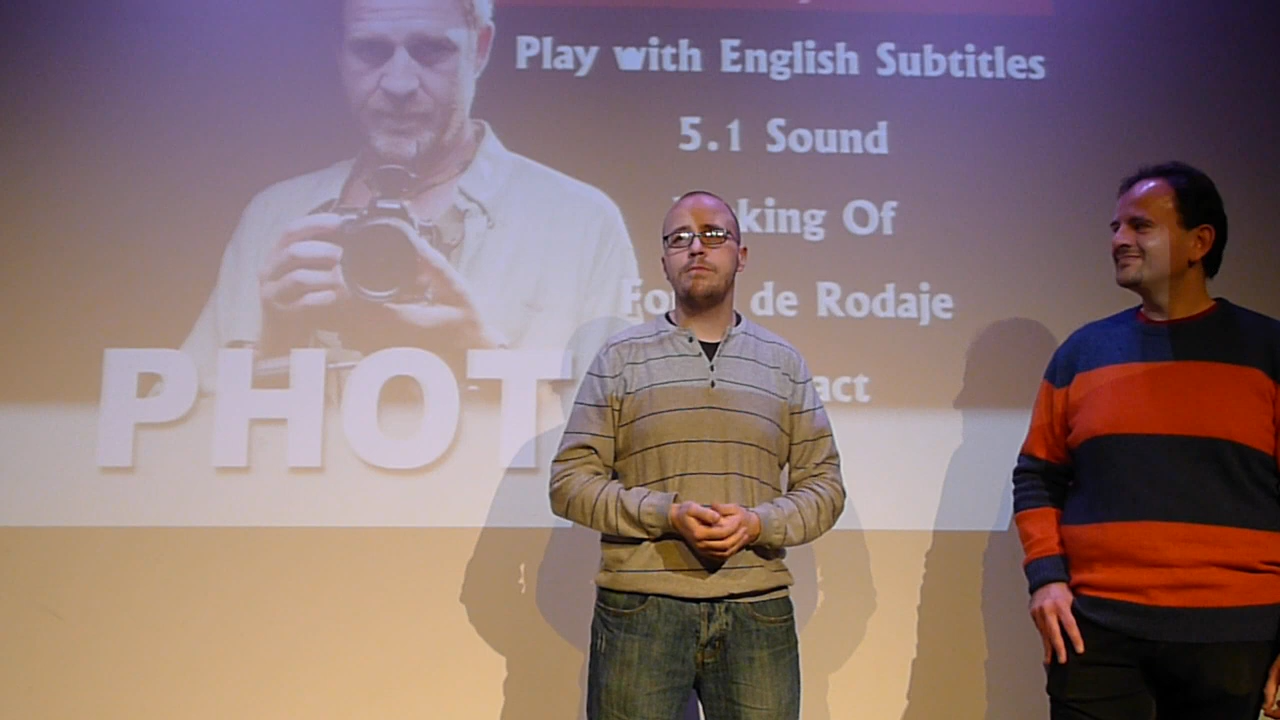 Play with English Subtitles
5.1 Sound
king Of
Fo de Rodaje
act
PHOT